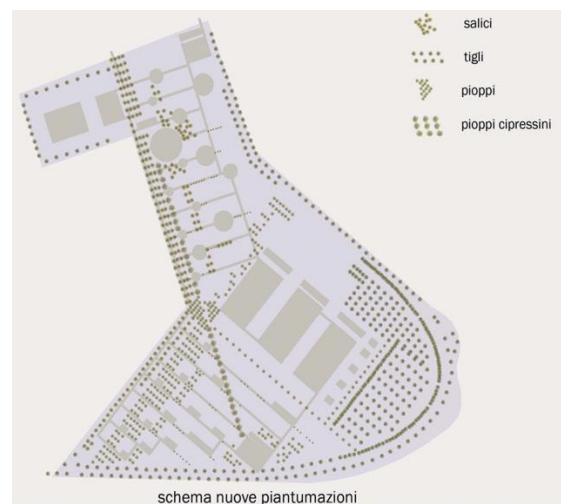 salici
tigli
pioppi
pioppi cipressini
schema nuove piantumazioni